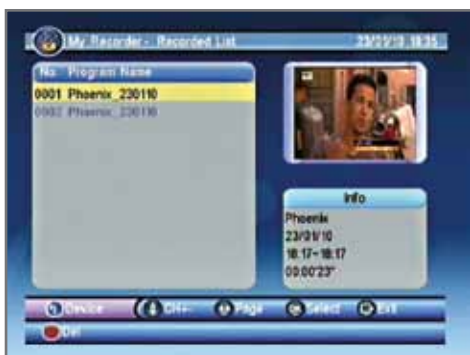 My Recorder - Recorded List 23/01/10 18:35
No. Program Name
0001 Phoenix_230110
0002 Phoenix_230110
Info
Phoenix
23/01/10
18:17~18:17
00:00'23"
Device CH+- Page Select Exit
Del